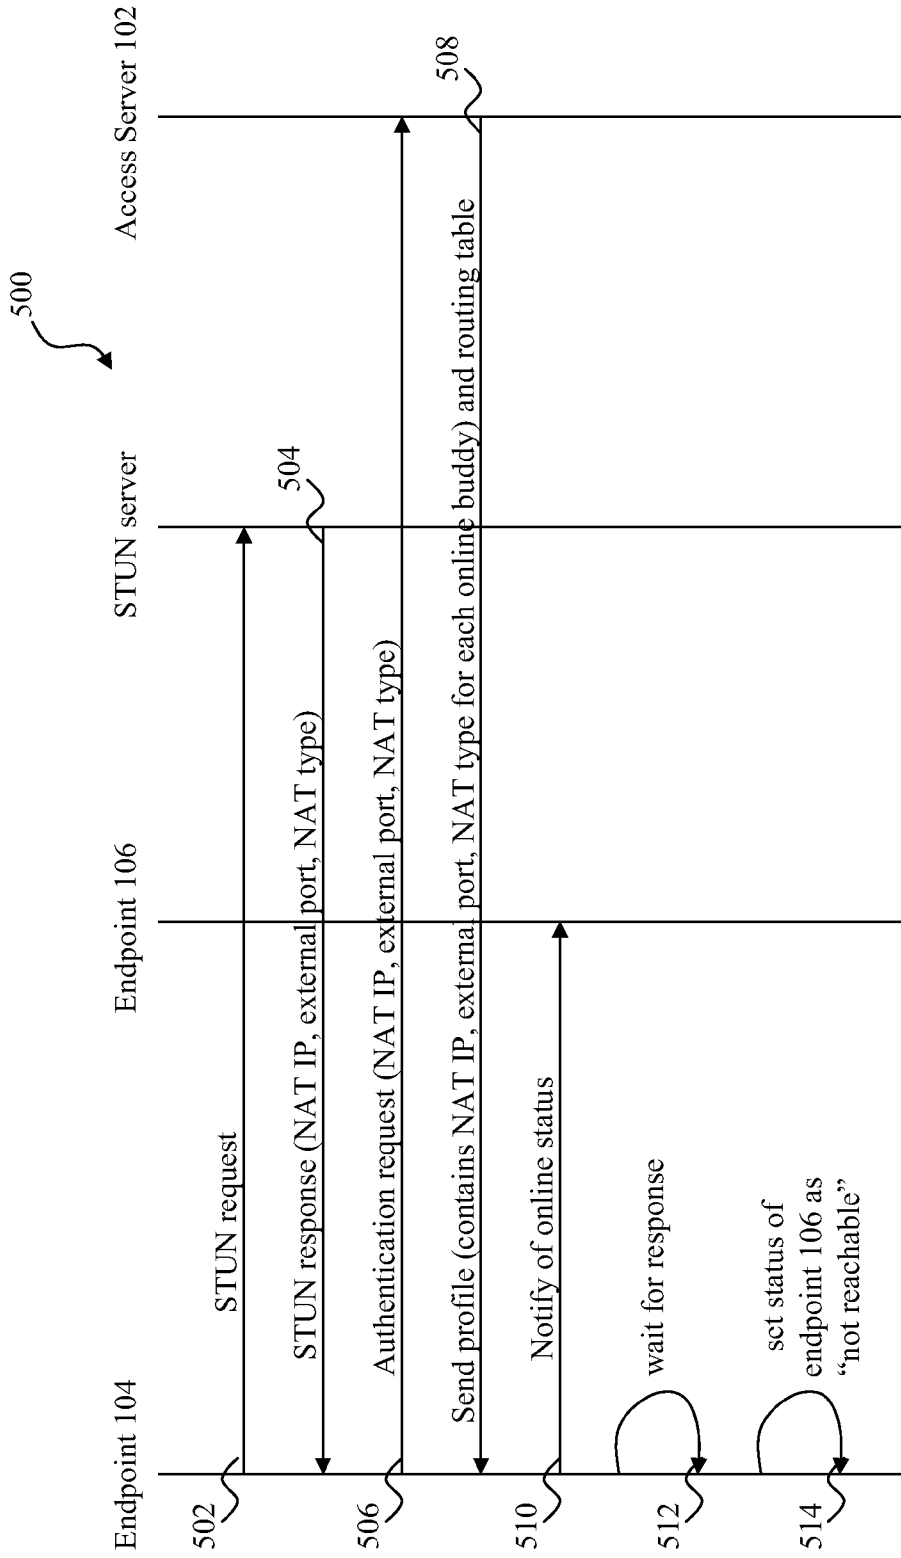 500
Endpoint 104
Endpoint 106
STUN server
Access Server 102
502
STUN request
STUN response (NAT IP, external port, NAT type)
504
506
Authentication request (NAT IP, external port, NAT type)
Send profile (contains NAT IP, external port, NAT type for each online buddy) and routing table
508
510
Notify of online status
512
wait for response
514
set status of
endpoint 106 as
“not reachable”